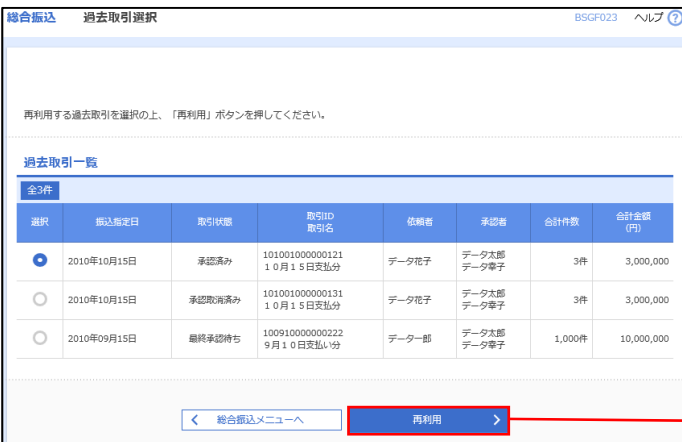 総合振込 過去取引選択 BSGF023 ヘルプ ?
再利用する過去取引を選択の上、「再利用」ボタンを押してください。
過去取引一覧
全3件
選択 振込指定日 取引状態 取引ID 依頼者 承認者 合計件数 合計金額
取引名 (円)
2010年10月15日 承認済み 101001000000121 データ花子 データ太郎 3件 3,000,000
10月15日支払分 データ幸子
2010年10月15日 承認取消済み 101001000000131 データ花子 データ太郎 3件 3,000,000
10月15日支払分 データ幸子
2010年09月15日 最終承認待ち 100910000000222 データ一郎 データ太郎 1,000件 10,000,000
9月10日支払い分 データ幸子
総合振込メニューへ 再利用